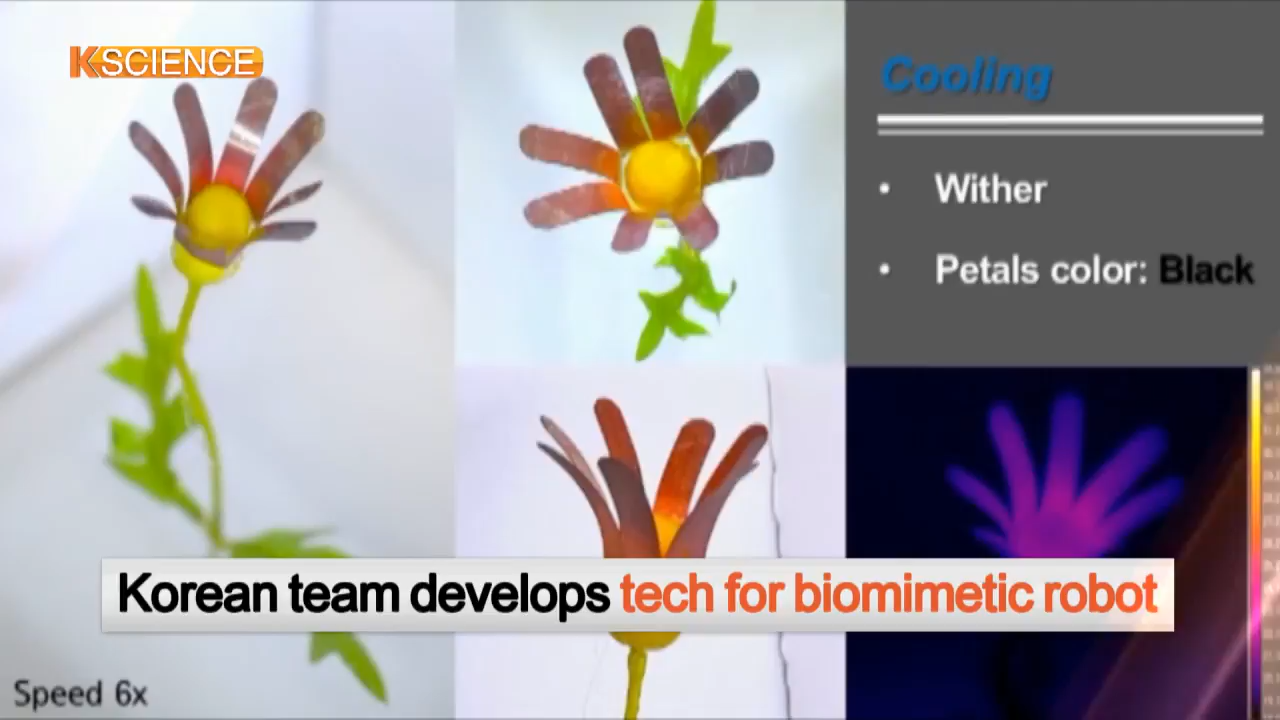 KSCIENCE
Cooling
• Wither
• Petals color: Black
Korean team develops tech for biomimetic robot
Speed 6x